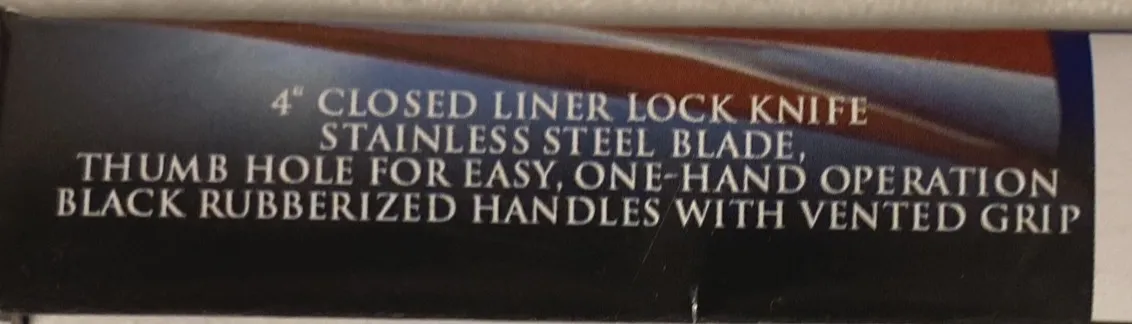 4" CLOSED LINER LOCK KNIFE
STAINLESS STEEL BLADE,
THUMB HOLE FOR EASY, ONE-HAND OPERATION
BLACK RUBBERIZED HANDLES WITH VENTED GRIP